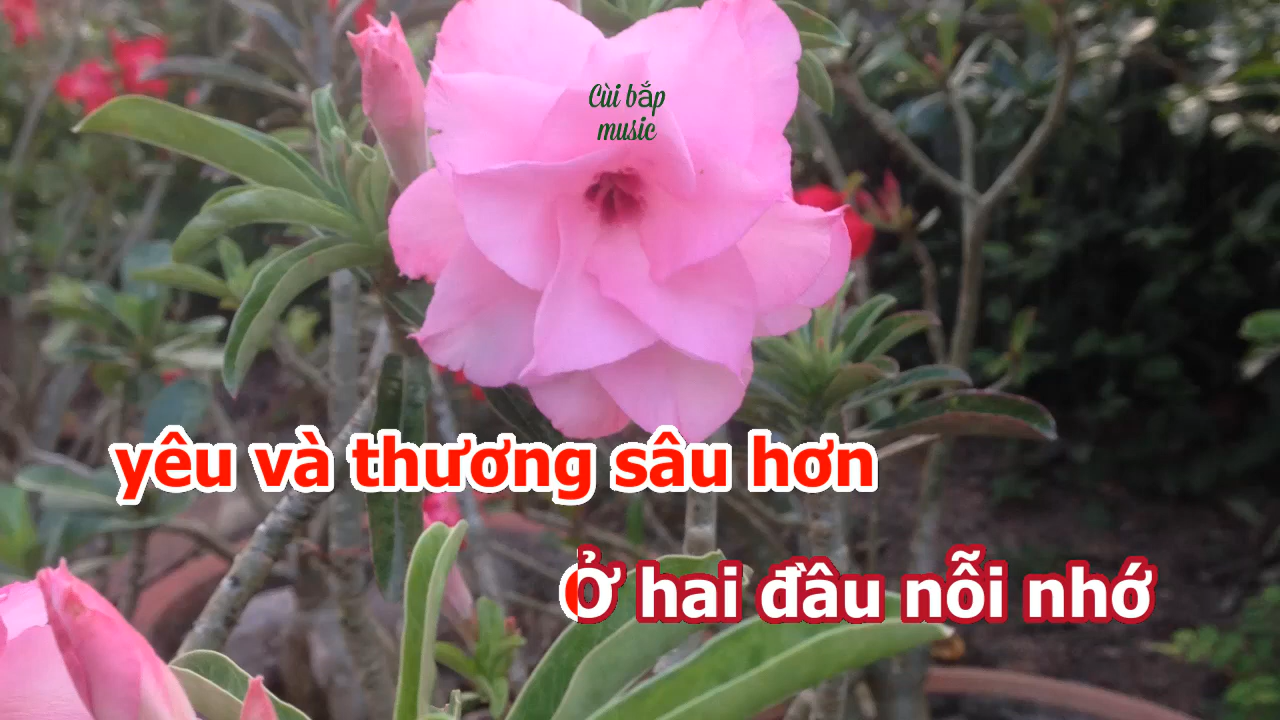 Cùi bắp
music
yêu và thương sâu hơn
Ở hai đầu nỗi nhớ